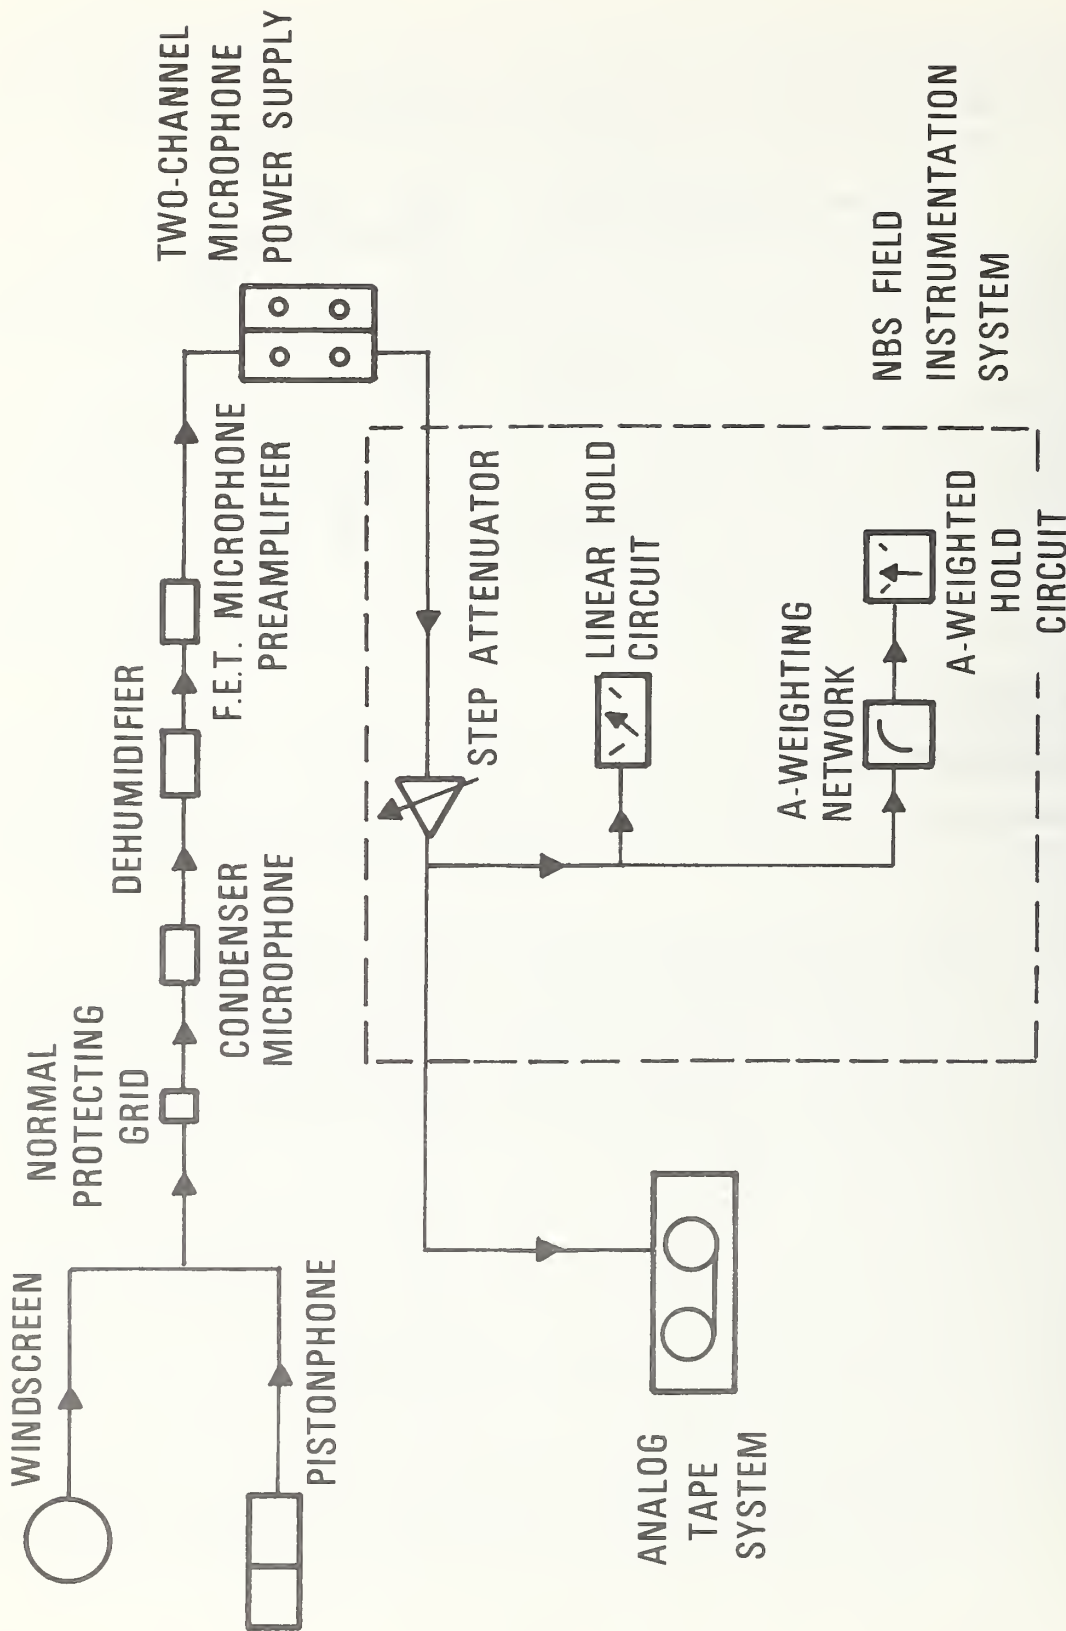 WINDSCREEN
PISTONPHONE
NORMAL
PROTECTING
GRID
CONDENSER
MICROPHONE
DEHUMIDIFIER
F.E.T. MICROPHONE
PREAMPLIFIER
TWO-CHANNEL
MICROPHONE
POWER SUPPLY
STEP ATTENUATOR
LINEAR HOLD
CIRCUIT
A-WEIGHTING
NETWORK
A-WEIGHTED
HOLD
CIRCUIT
NBS FIELD
INSTRUMENTATION
SYSTEM
ANALOG
TAPE
SYSTEM